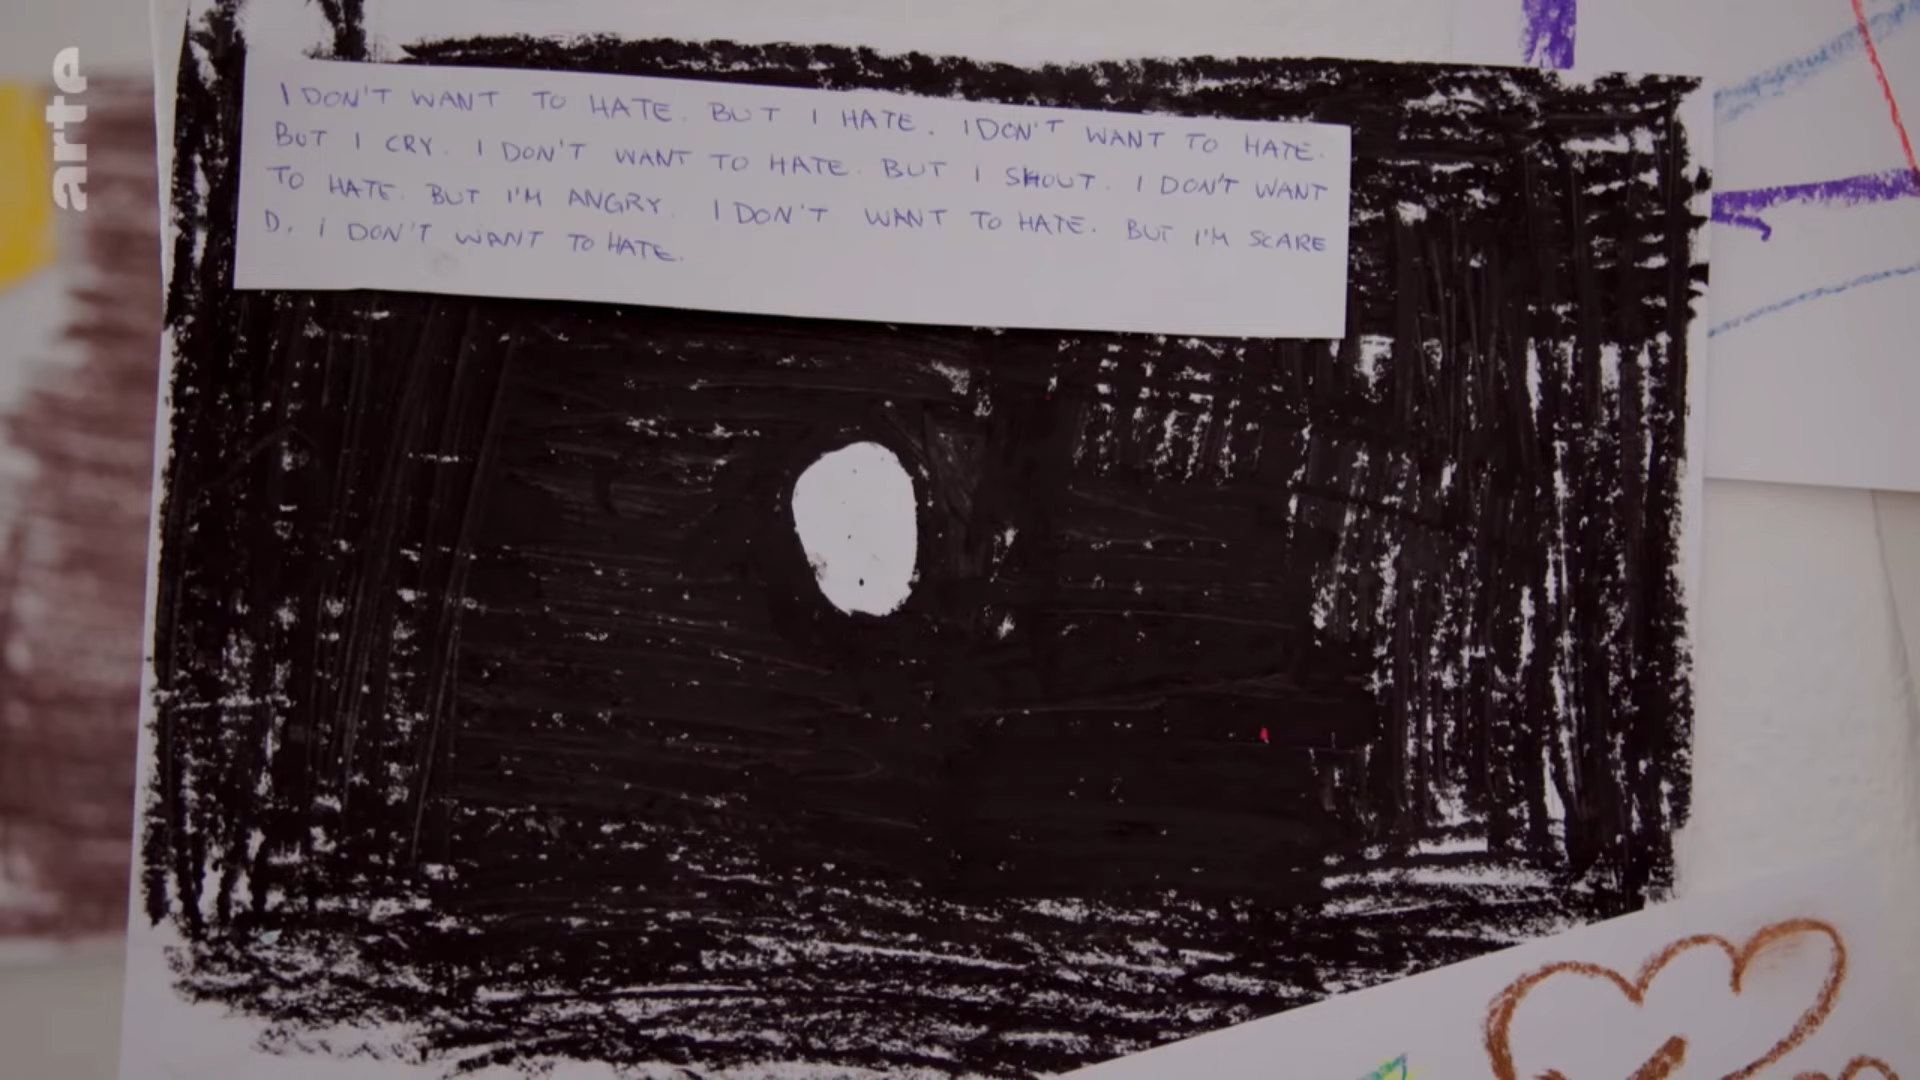 arte
I DON'T WANT TO HATE. BUT I HATE. I DON'T WANT TO HATE.
BUT I CRY. I DON'T WANT TO HATE. BUT I SHOUT. I DON'T WANT
TO HATE. BUT I'M ANGRY. I DON'T WANT TO HATE. BUT I'M SCARE
D. I DON'T WANT TO HATE.